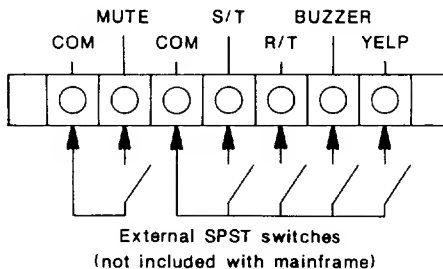 MUTE S/T BUZZER
COM COM R/T YELP
External SPST switches
(not included with mainframe)